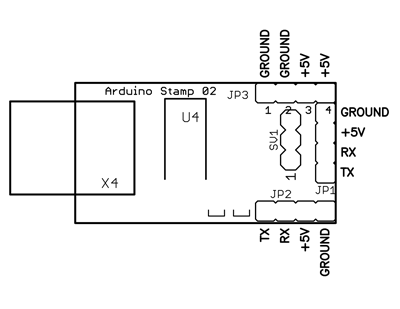 GROUND GROUND +5V +5V
Arduino Stamp 02
JP3
1 2 3 4
GROUND
U4
+5V
SV1
RX
TX
X4
1
JP1
JP2
TX RX +5V GROUND